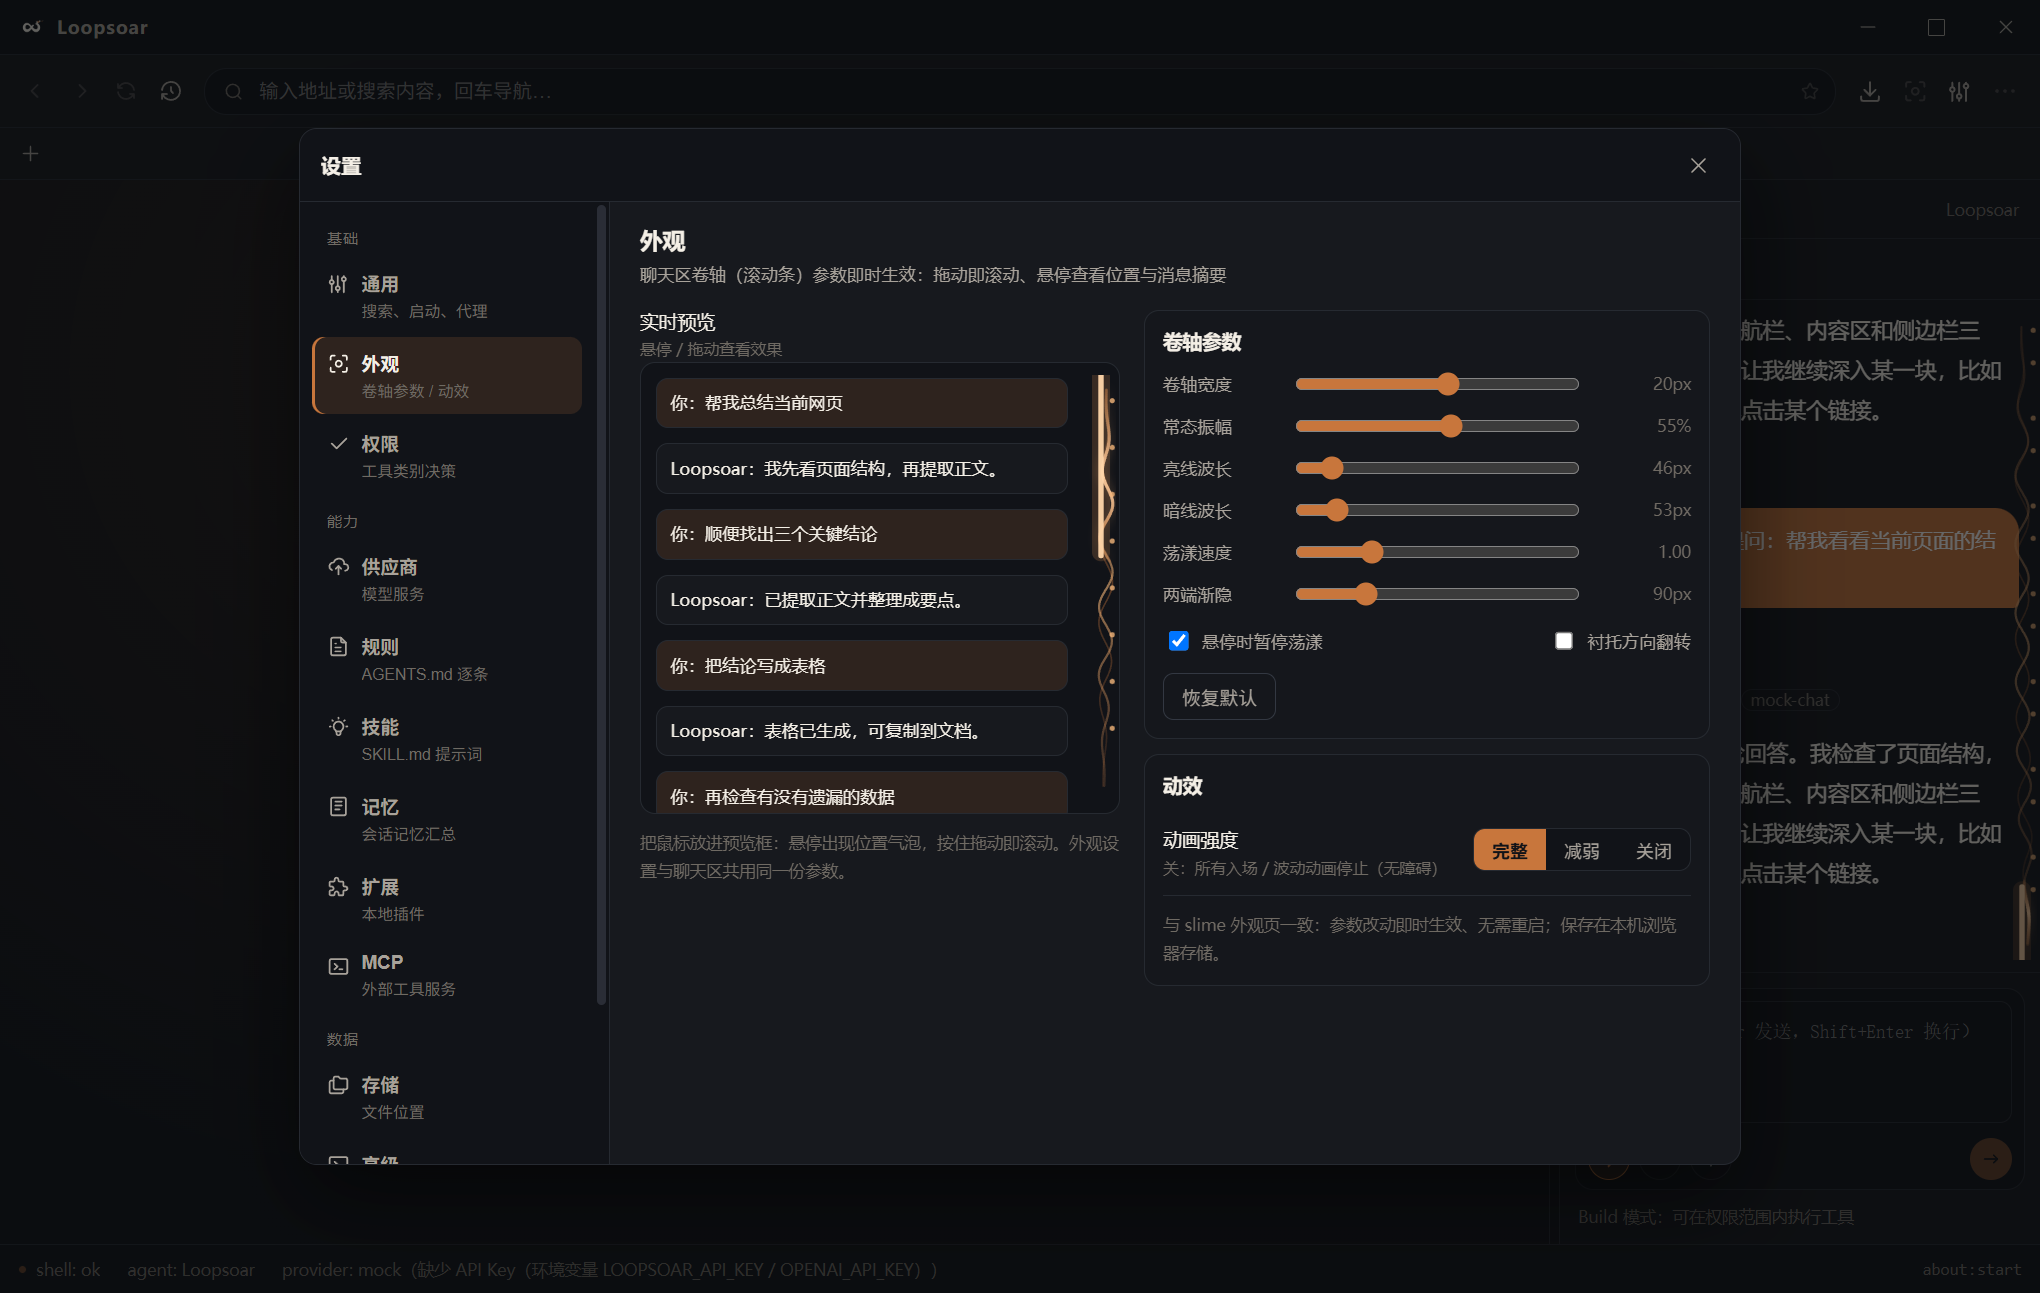 Loopsoar
输入地址或搜索内容，回车导航…
设置
基础
通用
搜索、启动、代理
外观
卷轴参数 / 动效
权限
工具类别决策
能力
供应商
模型服务
规则
AGENTS.md 逐条
技能
SKILL.md 提示词
记忆
会话记忆汇总
扩展
本地插件
MCP
外部工具服务
数据
存储
文件位置
高级
外观
聊天区卷轴（滚动条）参数即时生效：拖动即滚动、悬停查看位置与消息摘要
实时预览
悬停 / 拖动查看效果
你：帮我总结当前网页
Loopsoar：我先看页面结构，再提取正文。
你：顺便找出三个关键结论
Loopsoar：已提取正文并整理成要点。
你：把结论写成表格
Loopsoar：表格已生成，可复制到文档。
你：再检查有没有遗漏的数据
把鼠标放进预览框：悬停出现位置气泡，按住拖动即滚动。外观设
置与聊天区共用同一份参数。
卷轴参数
卷轴宽度 20px
常态振幅 55%
亮线波长 46px
暗线波长 53px
荡漾速度 1.00
两端渐隐 90px
悬停时暂停荡漾 衬托方向翻转
恢复默认
动效
动画强度
关：所有入场 / 波动动画停止（无障碍）
完整 减弱 关闭
与 slime 外观页一致：参数改动即时生效、无需重启；保存在本机浏览
器存储。
Loopsoar
航栏、内容区和侧边栏三
让我继续深入某一块，比如
点击某个链接。
问：帮我看看当前页面的结
mock-chat
回答。我检查了页面结构，
航栏、内容区和侧边栏三
让我继续深入某一块，比如
点击某个链接。
发送，Shift+Enter 换行）
Build 模式：可在权限范围内执行工具
shell: ok agent: Loopsoar provider: mock（缺少 API Key（环境变量 LOOPSOAR_API_KEY / OPENAI_API_KEY））
about:start